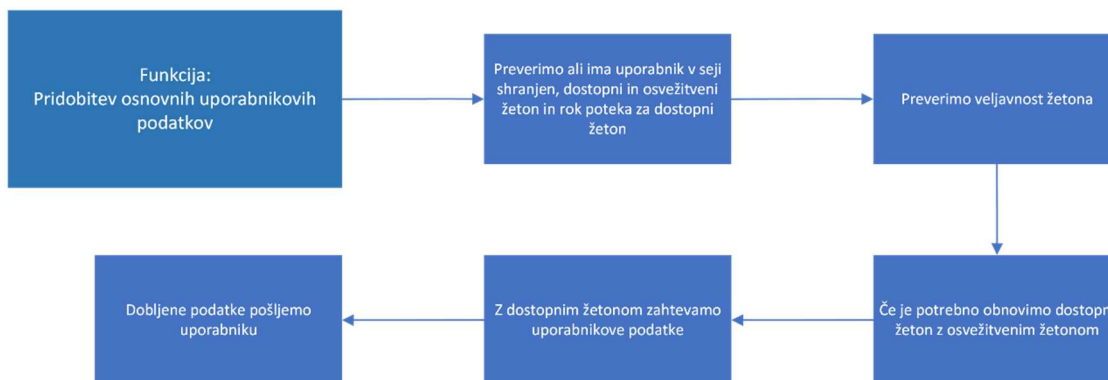 Funkcija:
Pridobitev osnovnih uporabnikovih
podatkov
Preverimo ali ima uporabnik v seji
shranjen, dostopni in osvežitveni
žeton in rok poteka za dostopni
žeton
Preverimo veljavnost žetona
Če je potrebno obnovimo dostopn
žeton z osvežitvenim žetonom
Z dostopnim žetonom zahtevamo
uporabnikove podatke
Dobljene podatke pošljemo
uporabniku